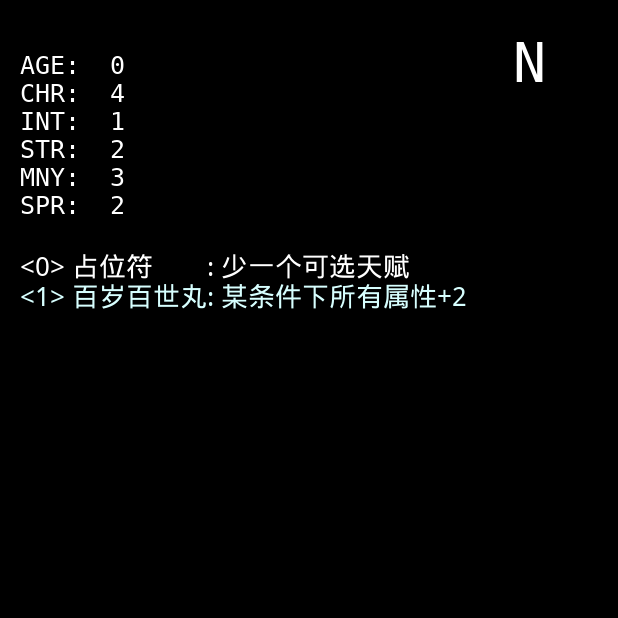 N
AGE: 0
CHR: 4
INT: 1
STR: 2
MNY: 3
SPR: 2
<0> 占位符 : 少一个可选天赋
<1> 百岁百世丸: 某条件下所有属性+2